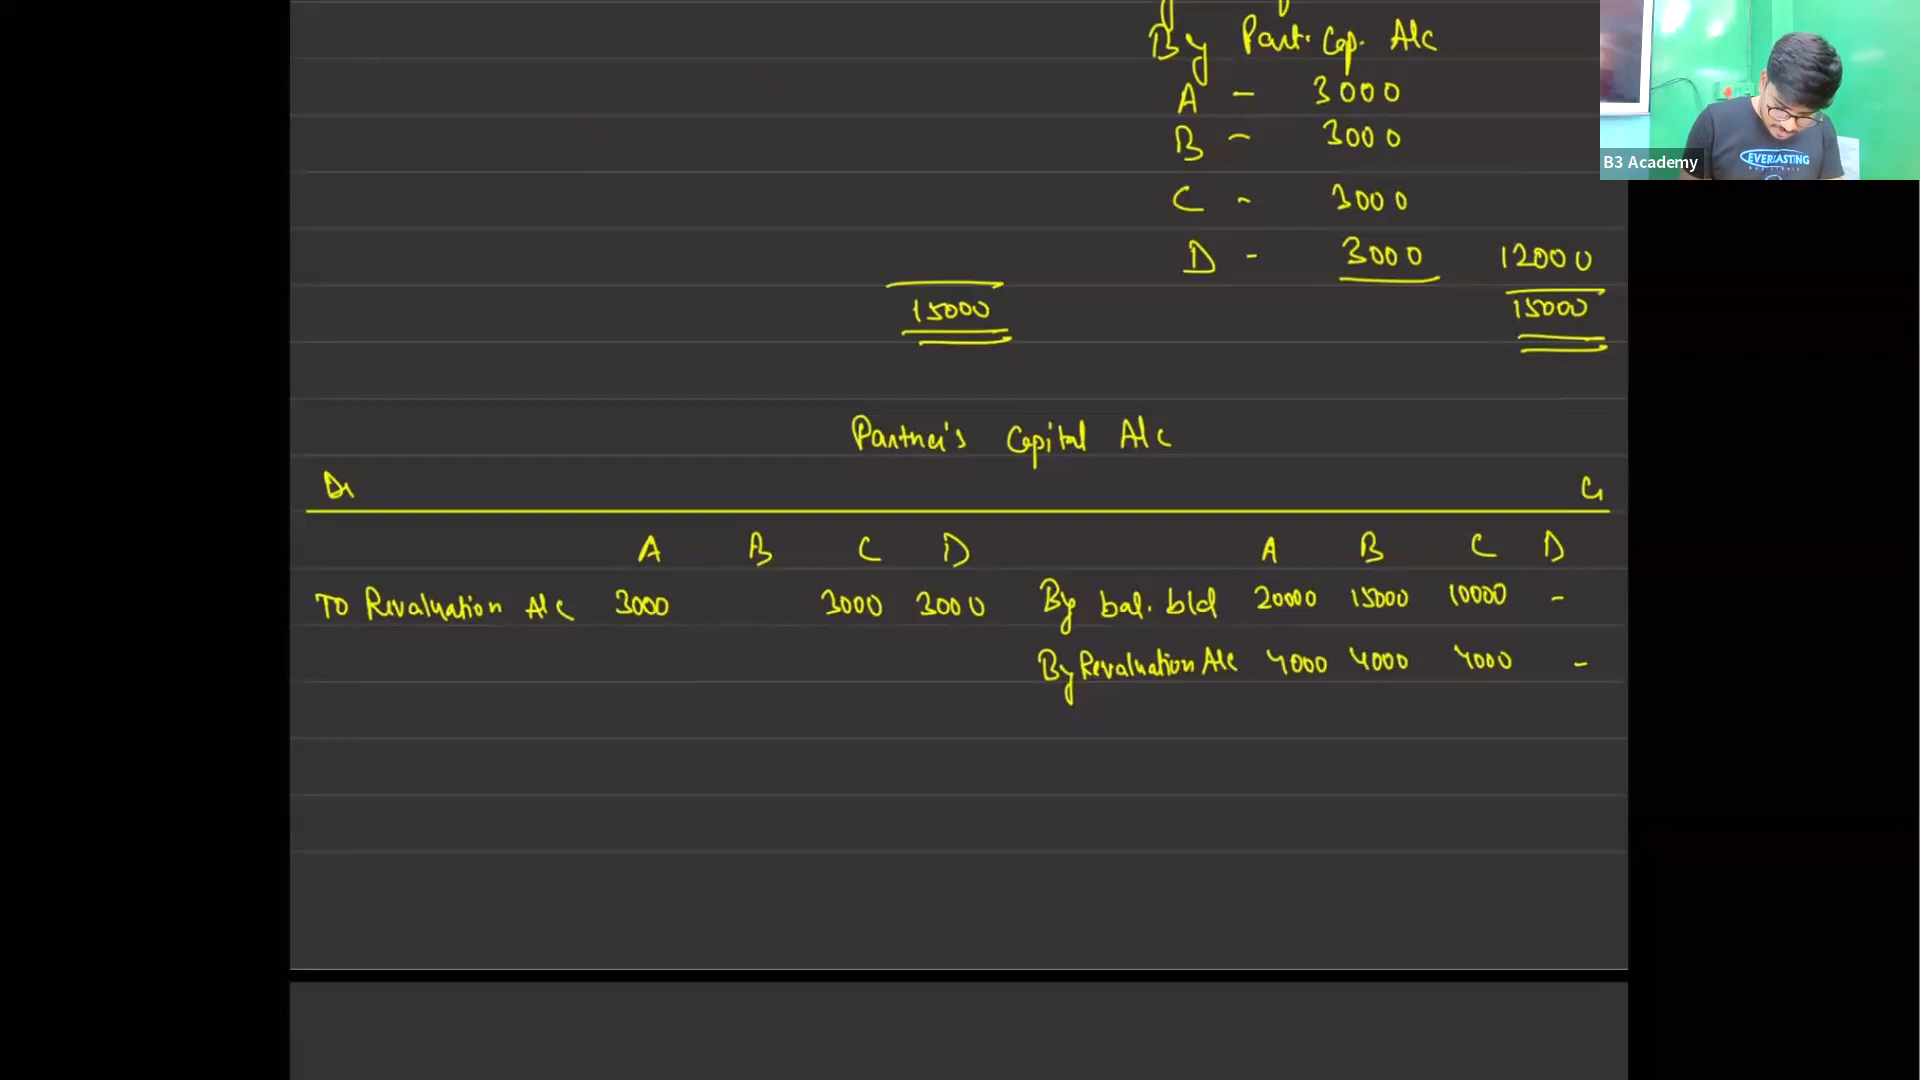 By Part. Cap. A/c
A - 3000
B - 3000
C - 3000
D - 3000 12000
15000 15000
Partner's Capital A/c
Dr Cr
A B C D A B C D
To Revaluation A/c 3000 3000 3000 By bal. b/d 20000 15000 10000 -
By Revaluation A/c 4000 4000 4000 -
B3 Academy
EVERLASTING